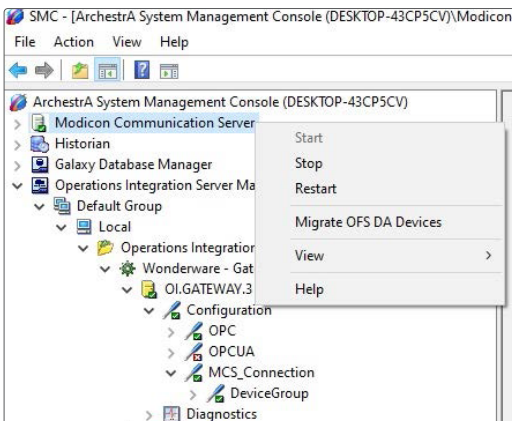 SMC - [ArchestrA System Management Console (DESKTOP-43CP5CV)\Modicon
File Action View Help
ArchestrA System Management Console (DESKTOP-43CP5CV)
Modicon Communication Server
Historian
Galaxy Database Manager
Operations Integration Server Ma
Default Group
Local
Operations Integration
Wonderware - Gat
OI.GATEWAY.3
Configuration
OPC
OPCUA
MCS_Connection
DeviceGroup
Diagnostics
Start
Stop
Restart
Migrate OFS DA Devices
View
Help